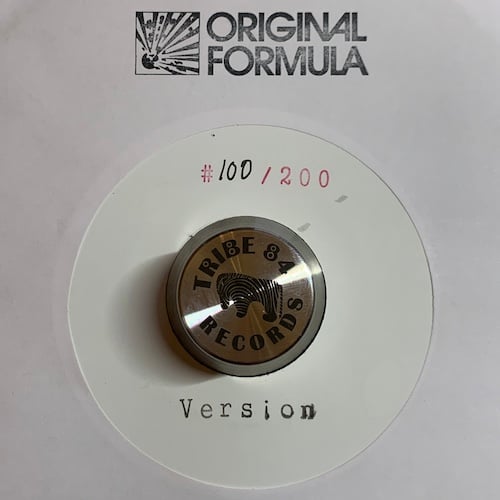 ORIGINAL
FORMULA
#100/200
TRIBE 84
RECORDS
Version